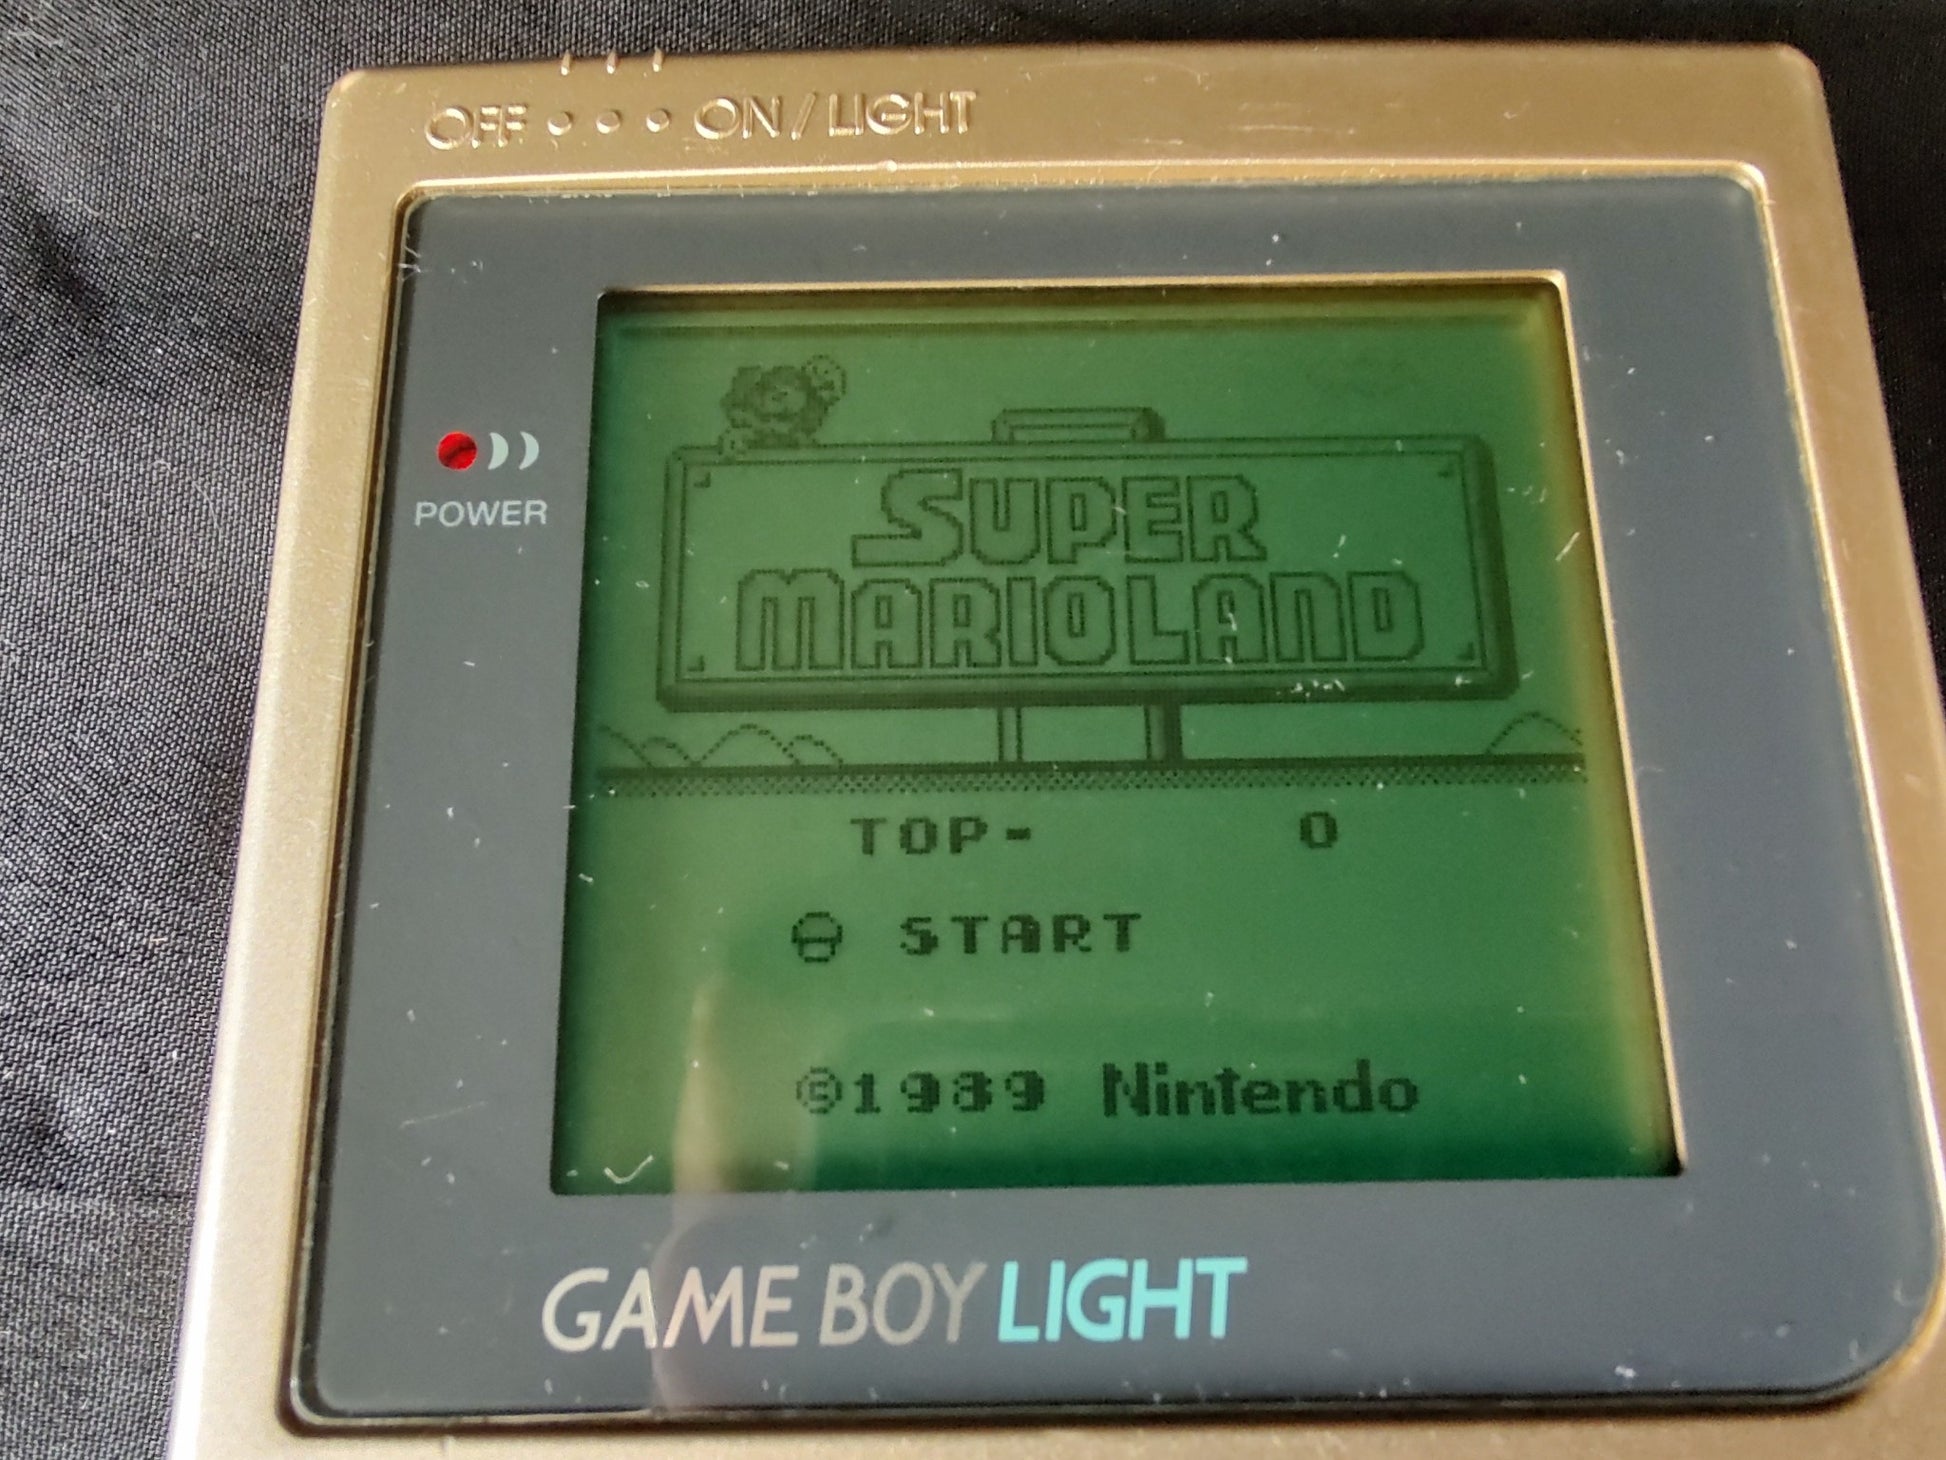 OFF ••• ON/LIGHT
POWER
SUPER
MARIOLAND
TOP- 0
START
©1989 Nintendo
GAME BOY LIGHT